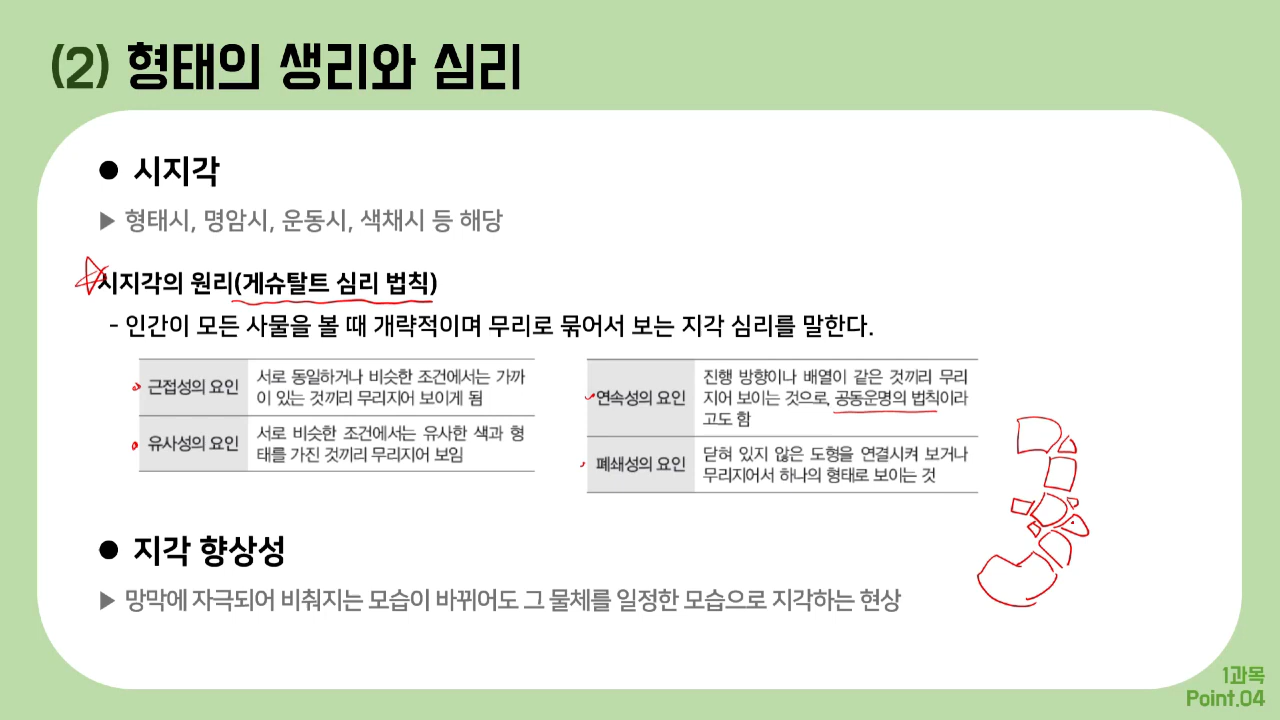 (2) 형태의 생리와 심리
● 시지각
▶ 형태시, 명암시, 운동시, 색채시 등 해당
시지각의 원리(게슈탈트 심리 법칙)
- 인간이 모든 사물을 볼 때 개략적이며 무리로 묶어서 보는 지각 심리를 말한다.
근접성의 요인
서로 동일하거나 비슷한 조건에서는 가까
이 있는 것끼리 무리지어 보이게 됨
유사성의 요인
서로 비슷한 조건에서는 유사한 색과 형
태를 가진 것끼리 무리지어 보임
연속성의 요인
진행 방향이나 배열이 같은 것끼리 무리
지어 보이는 것으로, 공동운명의 법칙이라
고도 함
폐쇄성의 요인
닫혀 있지 않은 도형을 연결시켜 보거나
무리지어서 하나의 형태로 보이는 것
● 지각 향상성
▶ 망막에 자극되어 비춰지는 모습이 바뀌어도 그 물체를 일정한 모습으로 지각하는 현상
1과목
Point.04